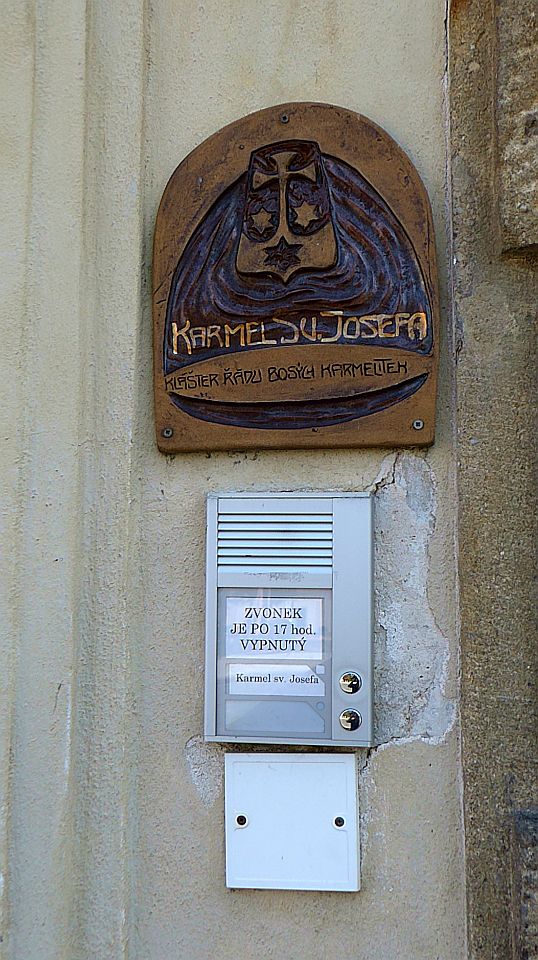 KARMEL SV. JOSEFA
KLÁŠTER ŘÁDU BOSÝCH KARMELITEK
ZVONEK
JE PO 17 hod.
VYPNUTÝ
Karmel sv. Josefa